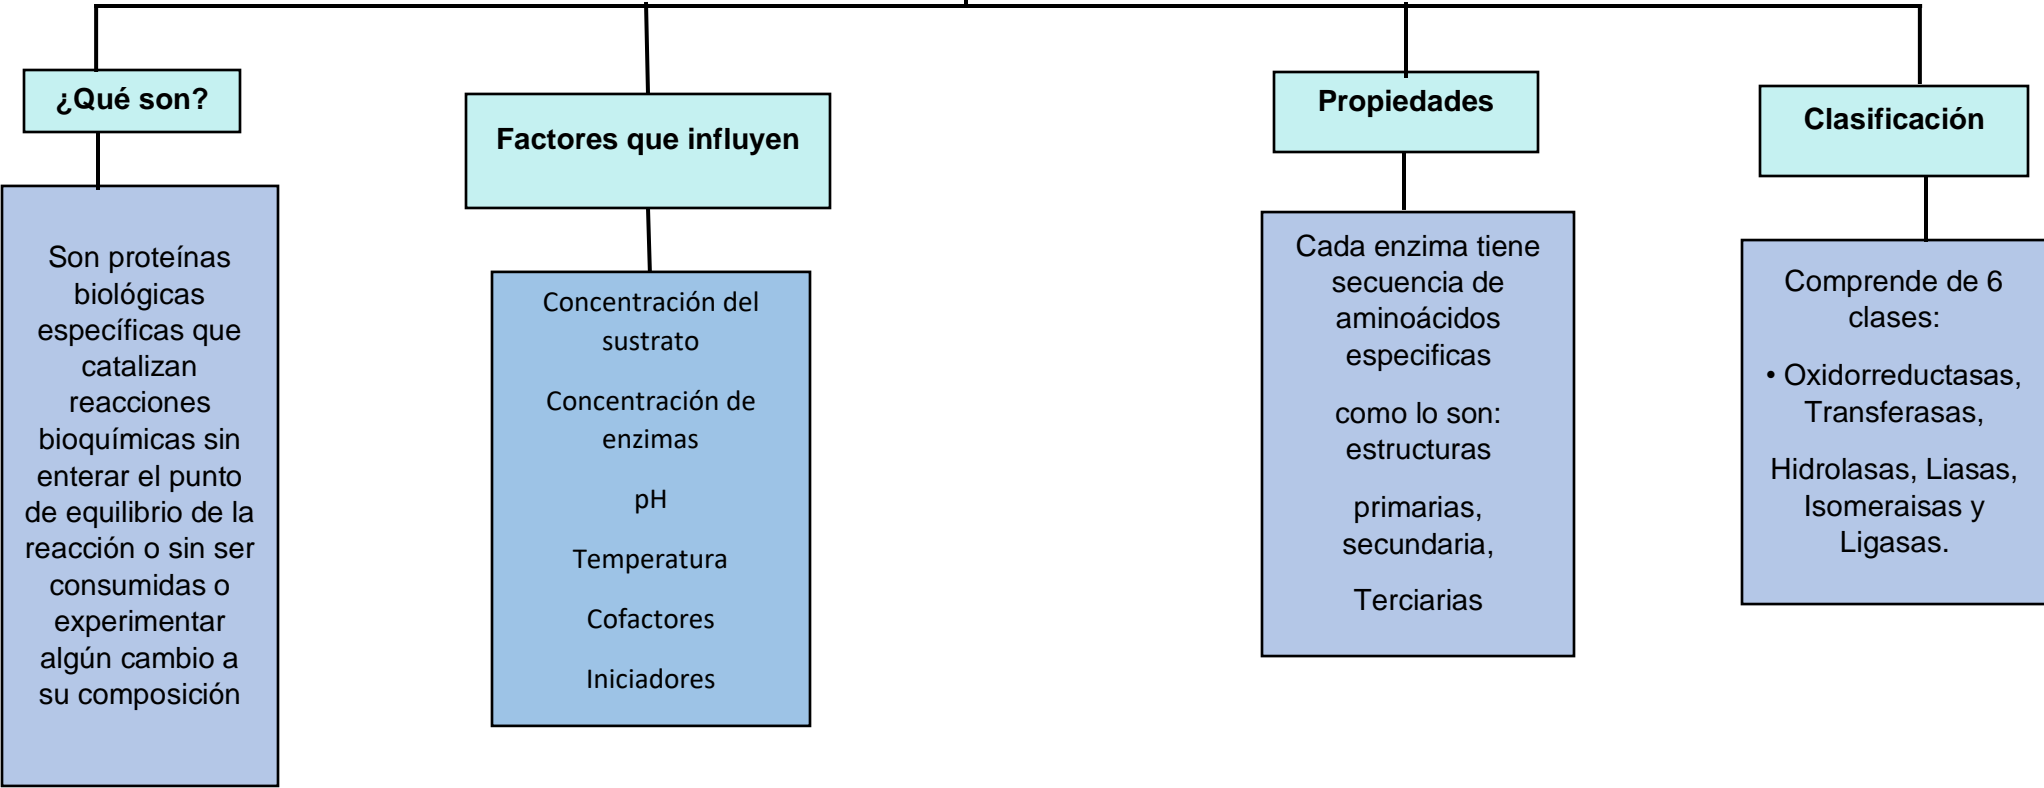 ¿Qué son?
Son proteínas
biológicas
específicas que
catalizan
reacciones
bioquímicas sin
enterar el punto
de equilibrio de la
reacción o sin ser
consumidas o
experimentar
algún cambio a
su composición
Factores que influyen
Concentración del
sustrato
Concentración de
enzimas
pH
Temperatura
Cofactores
Iniciadores
Propiedades
Cada enzima tiene
secuencia de
aminoácidos
especificas
como lo son:
estructuras
primarias,
secundaria,
Terciarias
Clasificación
Comprende de 6
clases:
• Oxidorreductasas,
Transferasas,
Hidrolasas, Liasas,
Isomeraisas y
Ligasas.